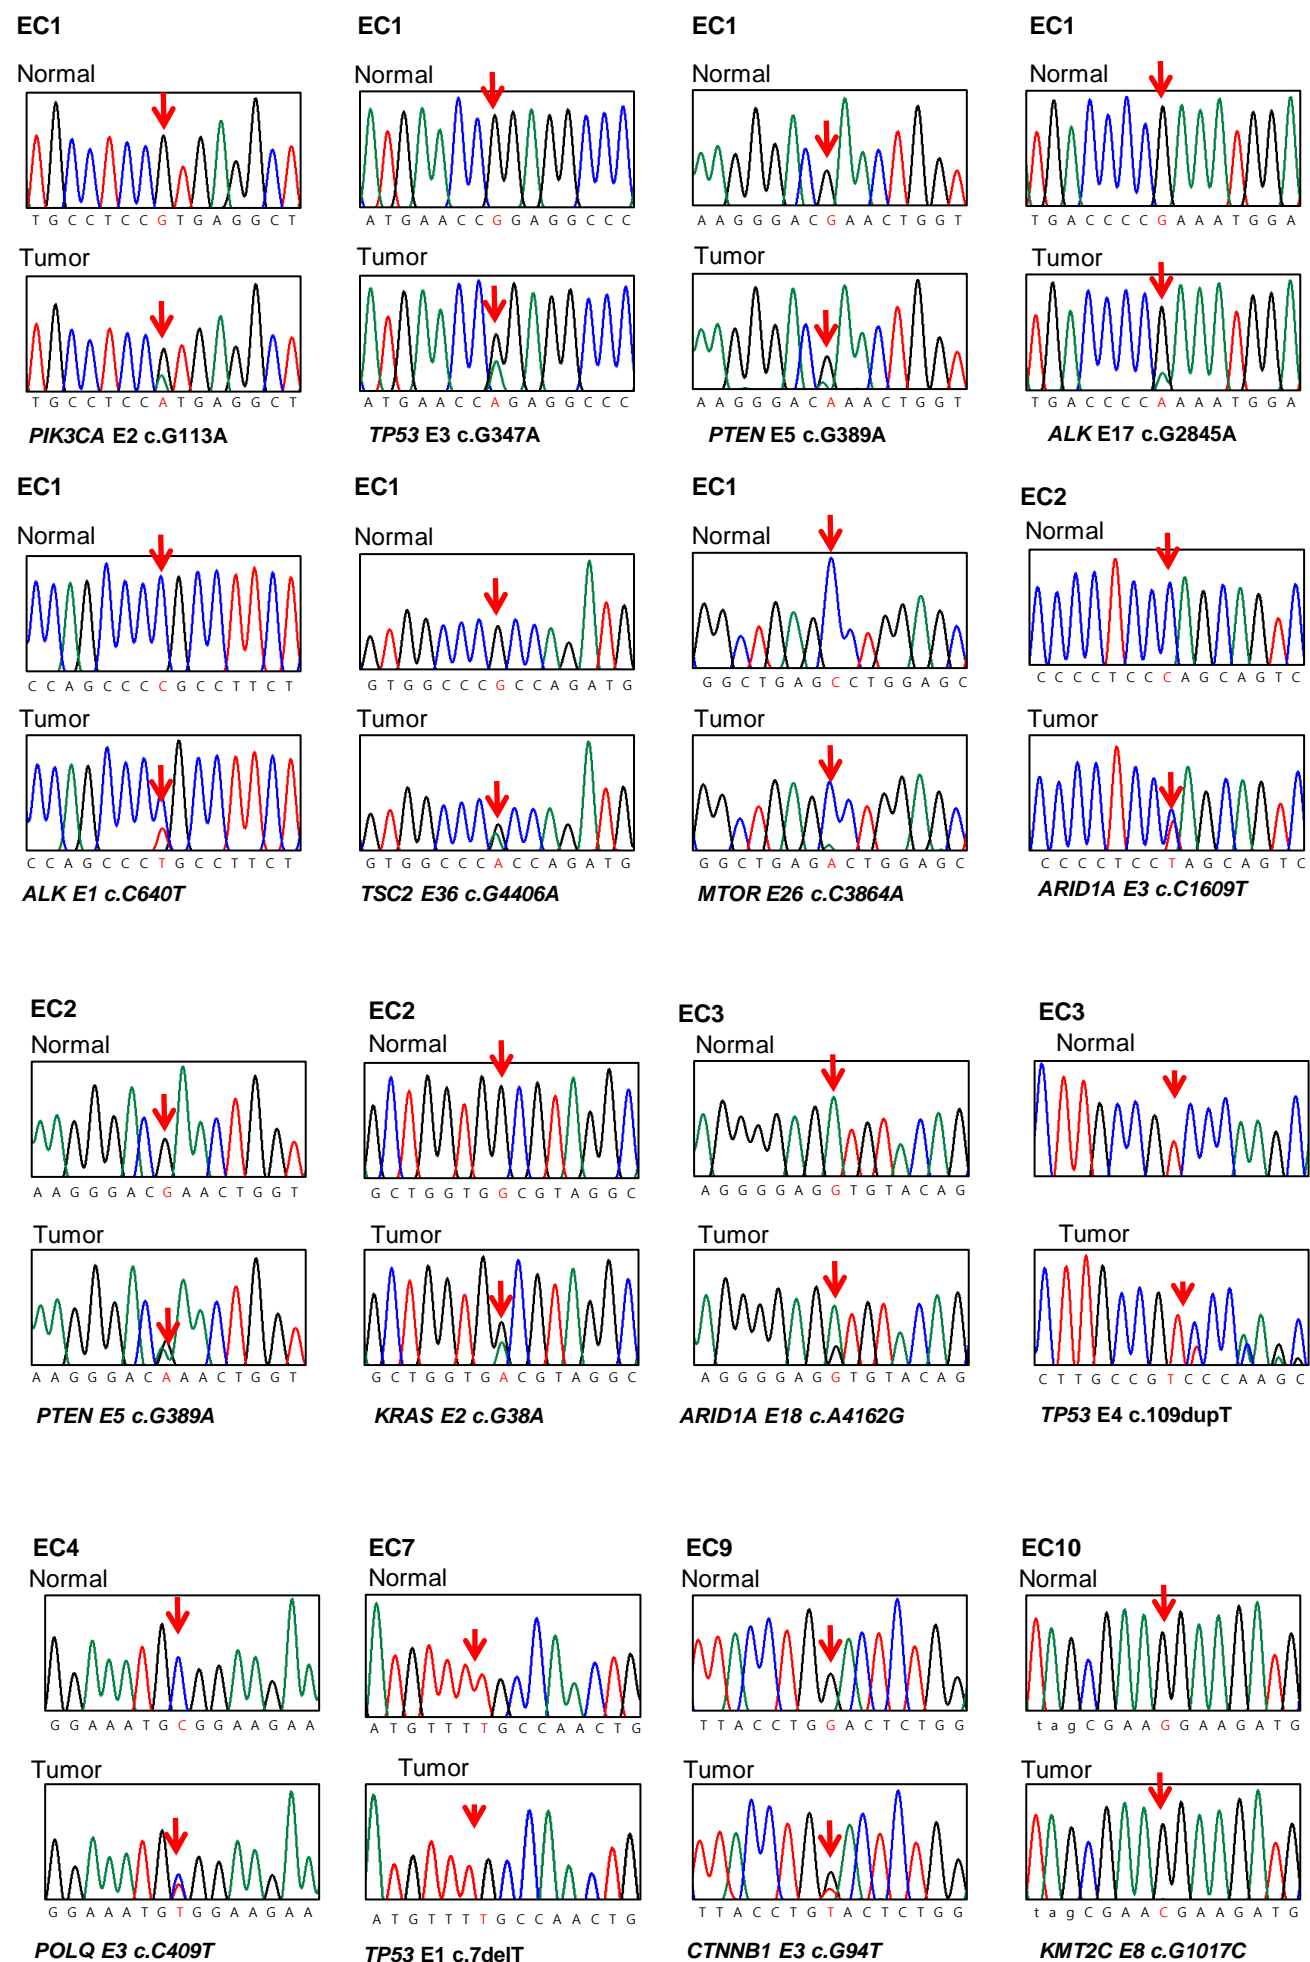 EC1 EC1 EC1 EC1
Normal Normal Normal Normal
T G C C T C C G T G A G G C T A T G A A C C G G A G G C C C A A G G G A C G A A C T G G T T G A C C C C G A A A T G G A
Tumor Tumor Tumor Tumor
T G C C T C C A T G A G G C T A T G A A C C A G A G G C C C A A G G G A C A A A C T G G T T G A C C C C A A A A T G G A
PIK3CA E2 c.G113A TP53 E3 c.G347A PTEN E5 c.G389A ALK E17 c.G2845A
EC1 EC1 EC1 EC2
Normal Normal Normal Normal
C C A G C C C C G C C T T C T G T G G C C C G C C A G A T G G G C T G A G C C T G G A G C C C C C T C C C A G C A G T C
Tumor Tumor Tumor Tumor
C C A G C C C T G C C T T C T G T G G C C C A C C A G A T G G G C T G A G A C T G G A G C C C C C T C C T A G C A G T C
ALK E1 c.C640T TSC2 E36 c.G4406A MTOR E26 c.C3864A ARID1A E3 c.C1609T
EC2 EC2 EC3 EC3
Normal Normal Normal Normal
A A G G G A C G A A C T G G T G C T G G T G G C G T A G G C A G G G G A G G T G T A C A G
Tumor Tumor Tumor Tumor
A A G G G A C A A A C T G G T G C T G G T G A C G T A G G C A G G G G A G G T G T A C A G C T T G C C G T C C C A A G C
PTEN E5 c.G389A KRAS E2 c.G38A ARID1A E18 c.A4162G TP53 E4 c.109dupT
EC4 EC7 EC9 EC10
Normal Normal Normal Normal
G G A A A T G C G G A A G A A A T G T T T T G C C A A C T G T T A C C T G G A C T C T G G t a g C G A A G G A A G A T G
Tumor Tumor Tumor Tumor
G G A A A T G T G G A A G A A A T G T T T T G C C A A C T G T T A C C T G T A C T C T G G t a g C G A A C G A A G A T G
POLQ E3 c.C409T TP53 E1 c.7delT CTNNB1 E3 c.G94T KMT2C E8 c.G1017C